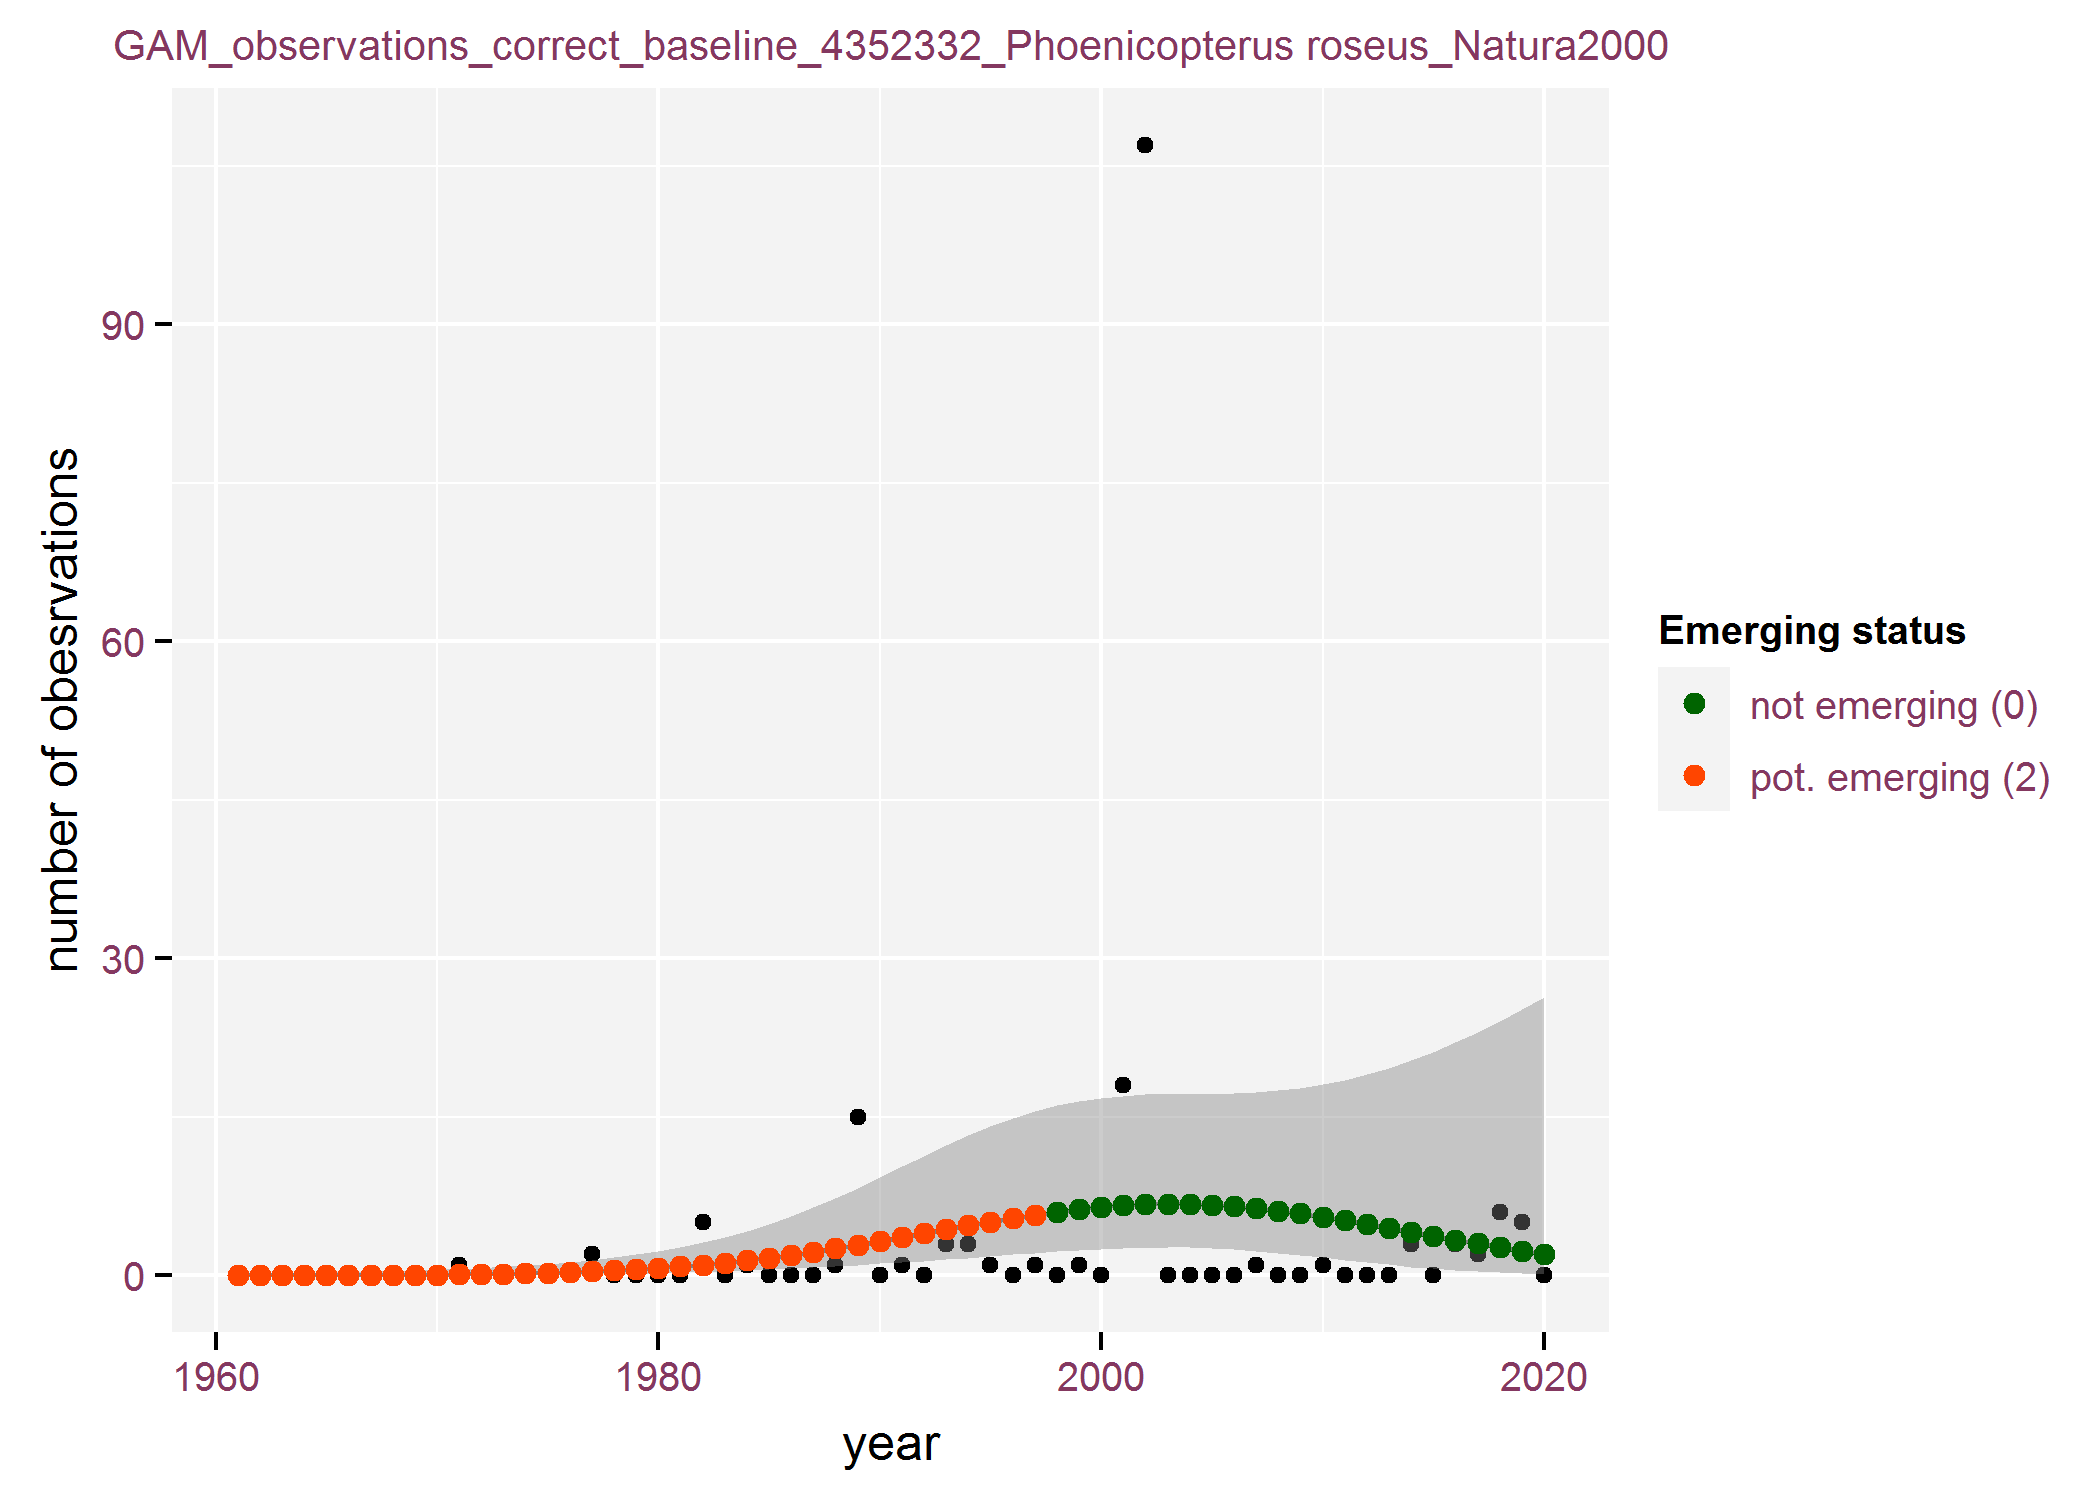 GAM_observations_correct_baseline_4352332_Phoenicopterus roseus_Natura2000
number of obesrvations
90
60
30
0
1960 1980 2000 2020
year
Emerging status
not emerging (0)
pot. emerging (2)